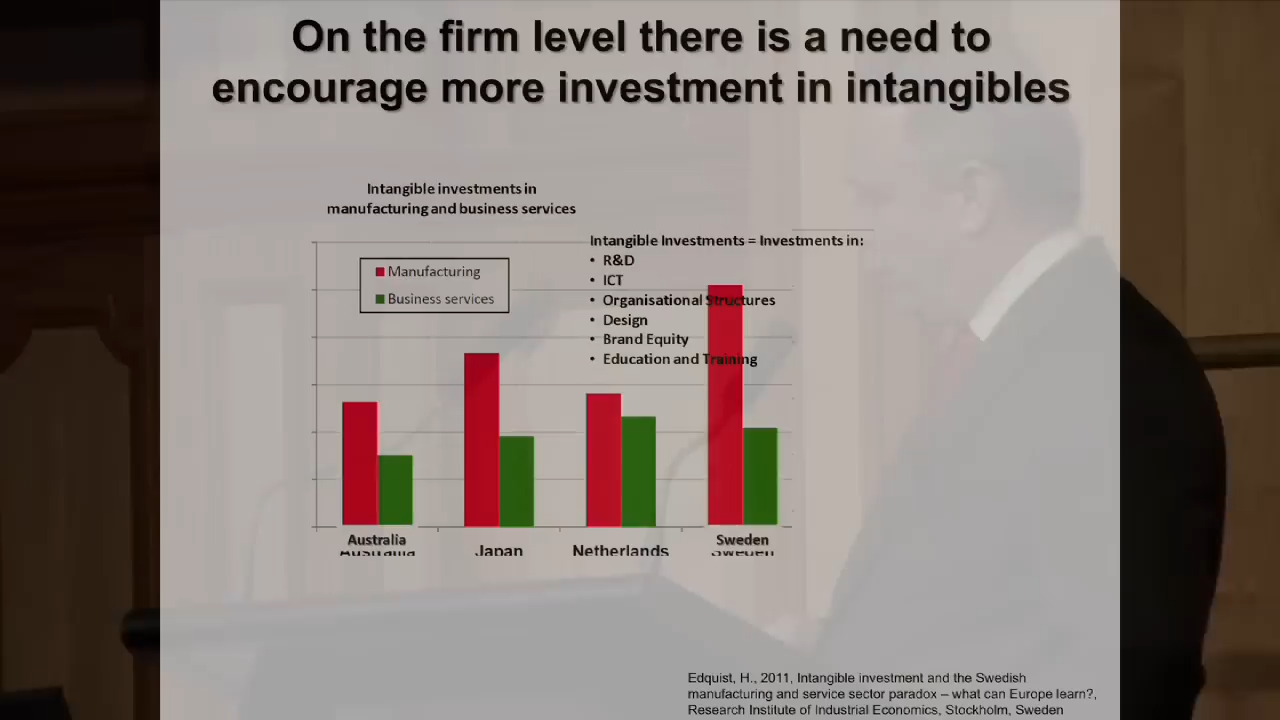 On the firm level there is a need to
encourage more investment in intangibles
Intangible investments in
manufacturing and business services
Manufacturing
Business services
Intangible Investments = Investments in:
• R&D
• ICT
• Organisational Structures
• Design
• Brand Equity
• Education and Training
Australia
Sweden
Australia
Japan
Netherlands
Sweden
Edquist, H., 2011, Intangible investment and the Swedish
manufacturing and service sector paradox – what can Europe learn?,
Research Institute of Industrial Economics, Stockholm, Sweden